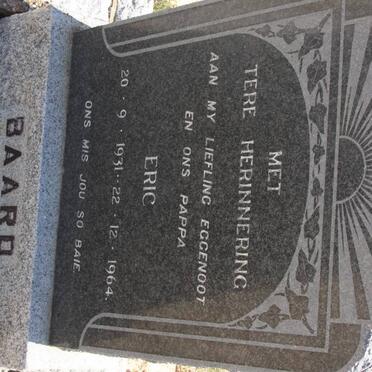 MET
TERE HERINNERING
AAN MY LIEFLING EGGENOOT
EN ONS PAPPA
ERIC
20 · 9 · 1931 - 22 · 12 · 1964.
ONS MIS JOU SO BAIE.
BAARD